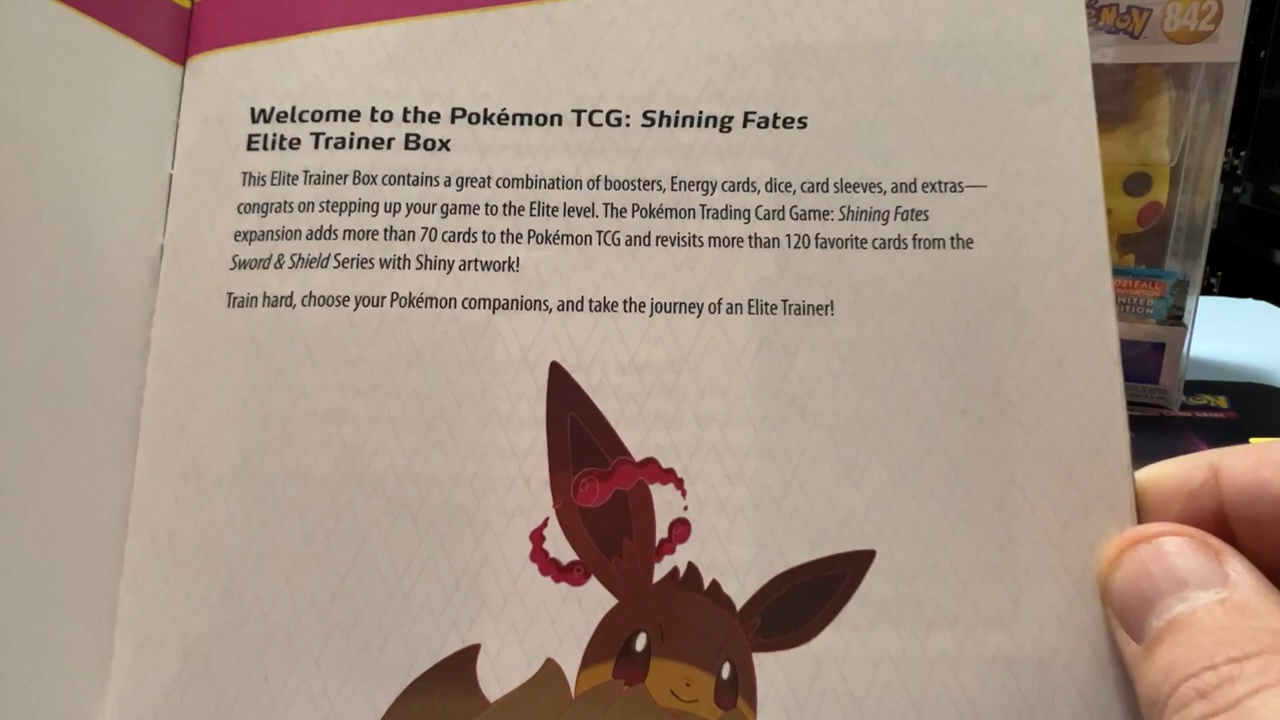 Welcome to the Pokémon TCG: Shining Fates
Elite Trainer Box
This Elite Trainer Box contains a great combination of boosters, Energy cards, dice, card sleeves, and extras—
congrats on stepping up your game to the Elite level. The Pokémon Trading Card Game: Shining Fates
expansion adds more than 70 cards to the Pokémon TCG and revisits more than 120 favorite cards from the
Sword & Shield Series with Shiny artwork!
Train hard, choose your Pokémon companions, and take the journey of an Elite Trainer!
842